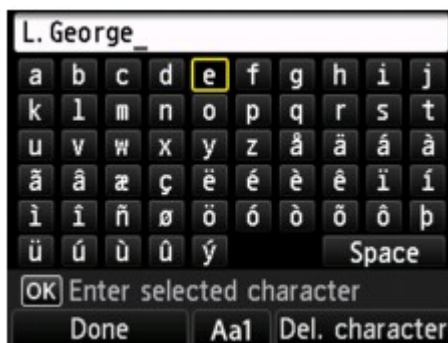 L. George_
a b c d e f g h i j
k l m n o p q r s t
u v w x y z å ä á à
ã â æ ç ë é è ê ï í
ì î ñ ø ö ó ò õ ô þ
ü ú ù û ý Space
OK Enter selected character
Done Aa1 Del. character